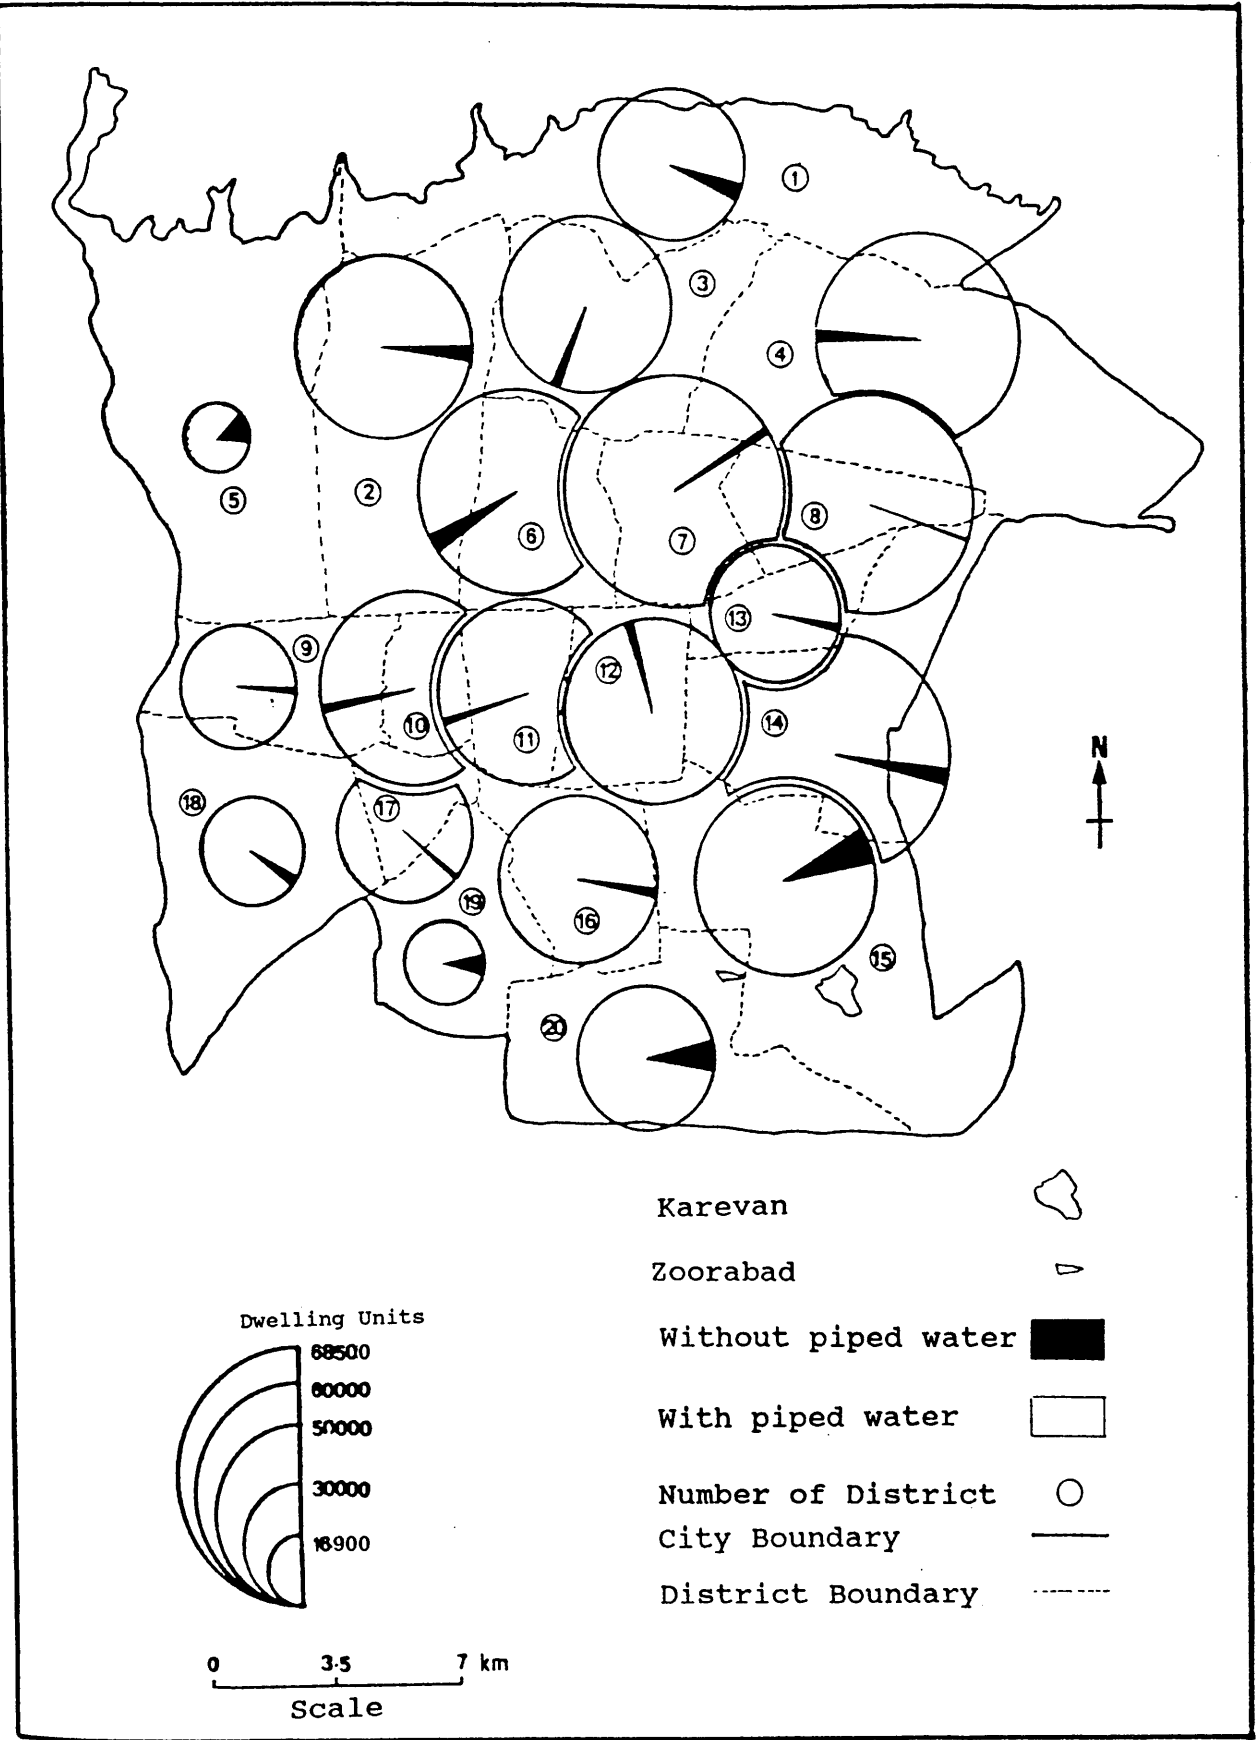 1
3
4
5
2
6
7
8
13
9
12
10
11
14
18
17
19
16
15
20
N
Karevan
Zoorabad
Without piped water
With piped water
Number of District
City Boundary
District Boundary
Dwelling Units
68500
60000
50000
30000
16900
0 3.5 7 km
Scale